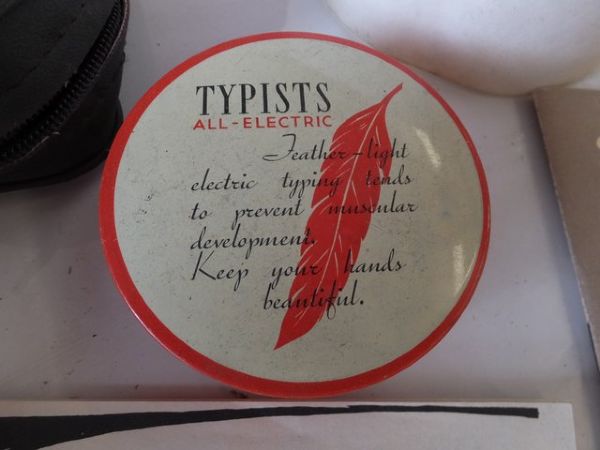 TYPISTS
ALL-ELECTRIC
Feather-light
electric typing tends
to prevent muscular
development.
Keep your hands
beautiful.